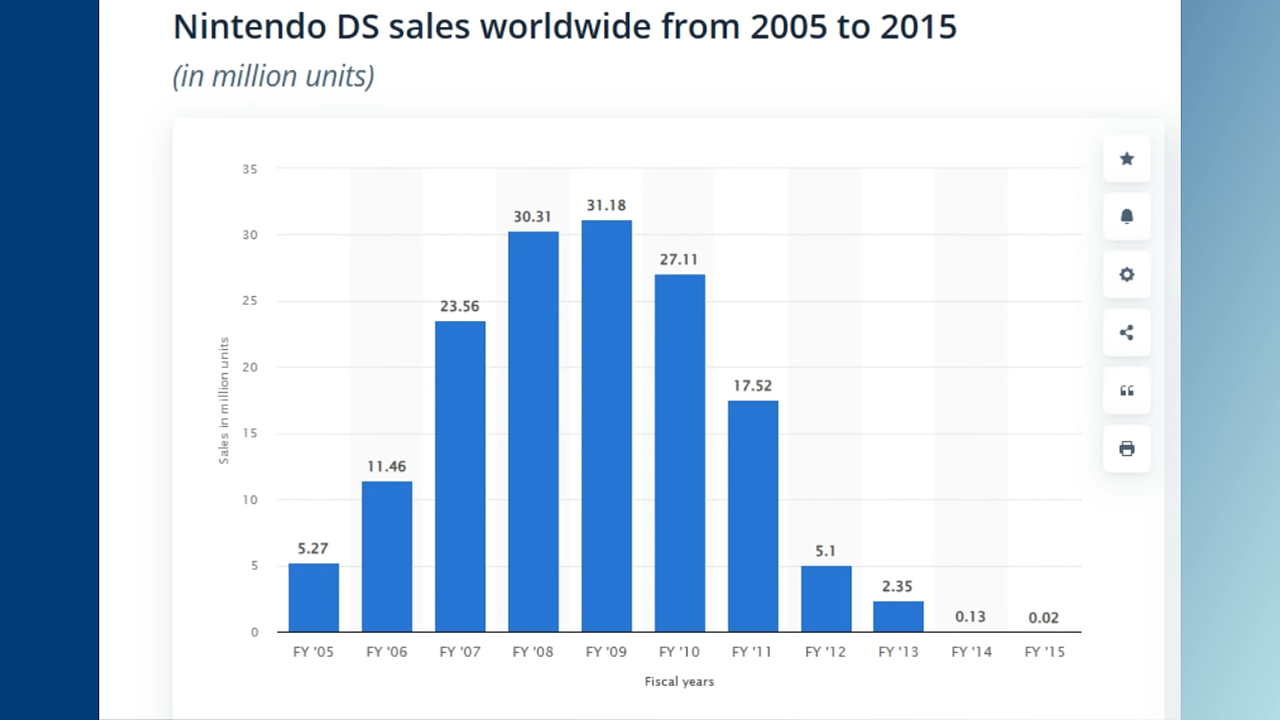 Nintendo DS sales worldwide from 2005 to 2015
(in million units)
35
30
25
20
15
10
5
0
Sales in million units
5.27
11.46
23.56
30.31
31.18
27.11
17.52
5.1
2.35
0.13
0.02
FY '05
FY '06
FY '07
FY '08
FY '09
FY '10
FY '11
FY '12
FY '13
FY '14
FY '15
Fiscal years